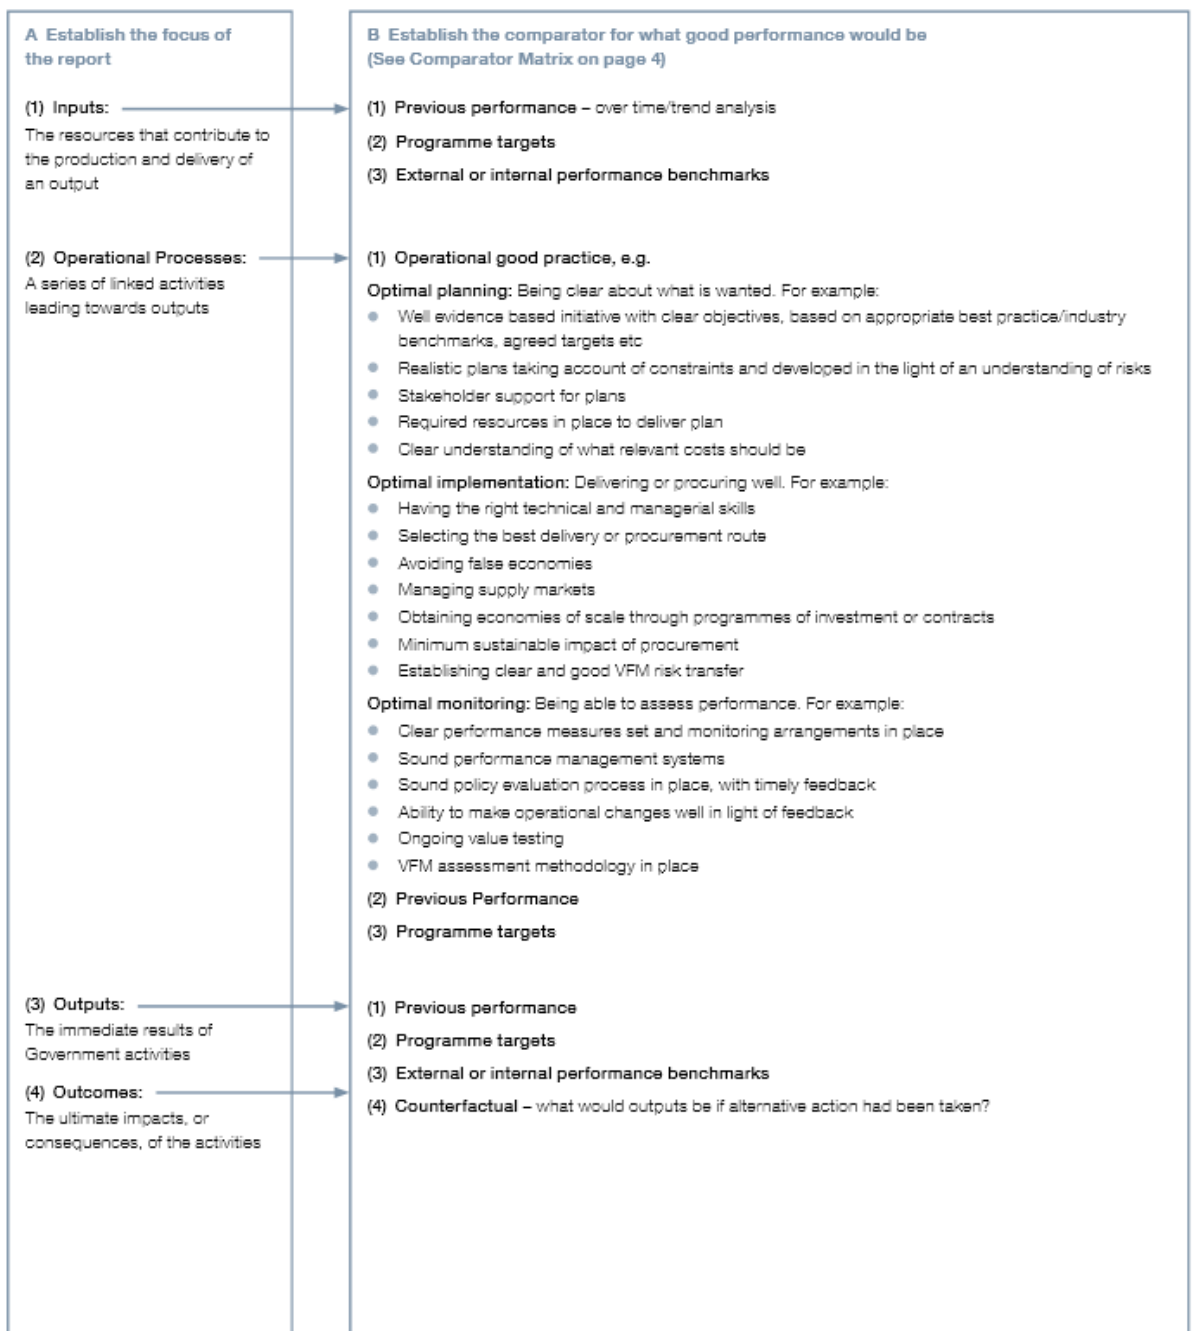 A Establish the focus of
the report
(1) Inputs:
The resources that contribute to
the production and delivery of
an output
(2) Operational Processes:
A series of linked activities
leading towards outputs
(3) Outputs:
The immediate results of
Government activities
(4) Outcomes:
The ultimate impacts, or
consequences, of the activities
B Establish the comparator for what good performance would be
(See Comparator Matrix on page 4)
(1) Previous performance – over time/trend analysis
(2) Programme targets
(3) External or internal performance benchmarks
(1) Operational good practice, e.g.
Optimal planning: Being clear about what is wanted. For example:
● Well evidence based initiative with clear objectives, based on appropriate best practice/industry
benchmarks, agreed targets etc
● Realistic plans taking account of constraints and developed in the light of an understanding of risks
● Stakeholder support for plans
● Required resources in place to deliver plan
● Clear understanding of what relevant costs should be
Optimal implementation: Delivering or procuring well. For example:
● Having the right technical and managerial skills
● Selecting the best delivery or procurement route
● Avoiding false economies
● Managing supply markets
● Obtaining economies of scale through programmes of investment or contracts
● Minimum sustainable impact of procurement
● Establishing clear and good VFM risk transfer
Optimal monitoring: Being able to assess performance. For example:
● Clear performance measures set and monitoring arrangements in place
● Sound performance management systems
● Sound policy evaluation process in place, with timely feedback
● Ability to make operational changes well in light of feedback
● Ongoing value testing
● VFM assessment methodology in place
(2) Previous Performance
(3) Programme targets
(1) Previous performance
(2) Programme targets
(3) External or internal performance benchmarks
(4) Counterfactual – what would outputs be if alternative action had been taken?